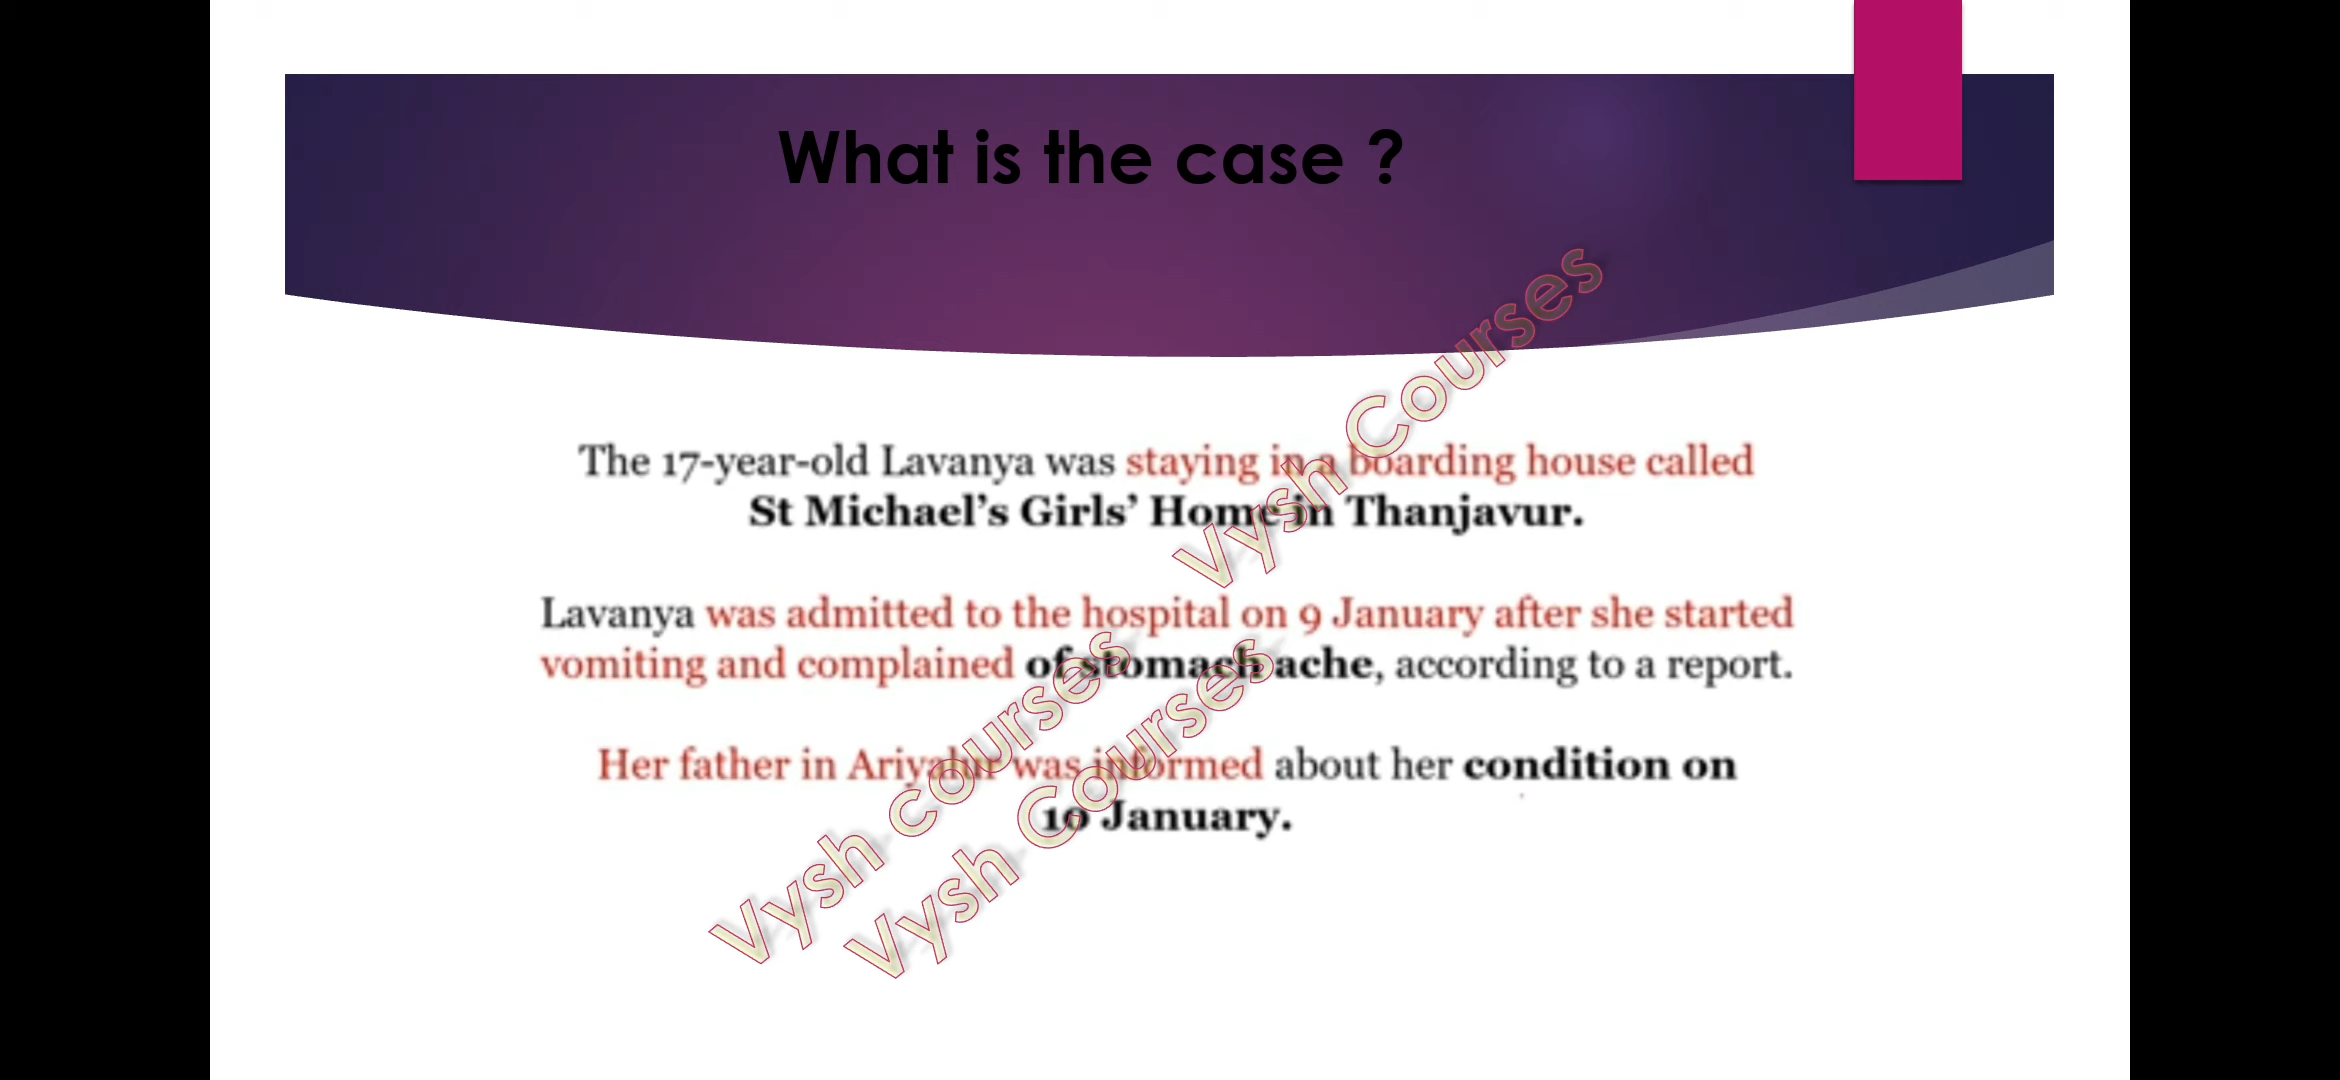 What is the case ?
The 17-year-old Lavanya was staying in a boarding house called
St Michael’s Girls’ Home in Thanjavur.
Lavanya was admitted to the hospital on 9 January after she started
vomiting and complained of stomach ache, according to a report.
Her father in Ariyalur was informed about her condition on
10 January.
Vysh Courses
Vysh courses
Vysh Courses